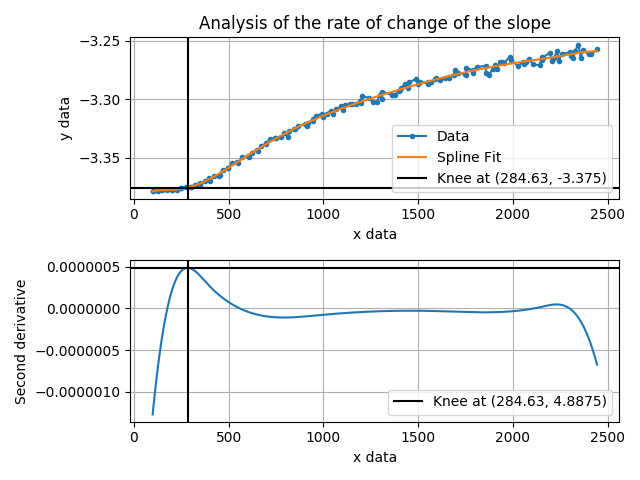 Analysis of the rate of change of the slope
y data
−3.25
−3.30
−3.35
Data
Spline Fit
Knee at (284.63, -3.375)
0 500 1000 1500 2000 2500
x data
Second derivative
0.0000005
0.0000000
−0.0000005
−0.0000010
Knee at (284.63, 4.8875)
0 500 1000 1500 2000 2500
x data